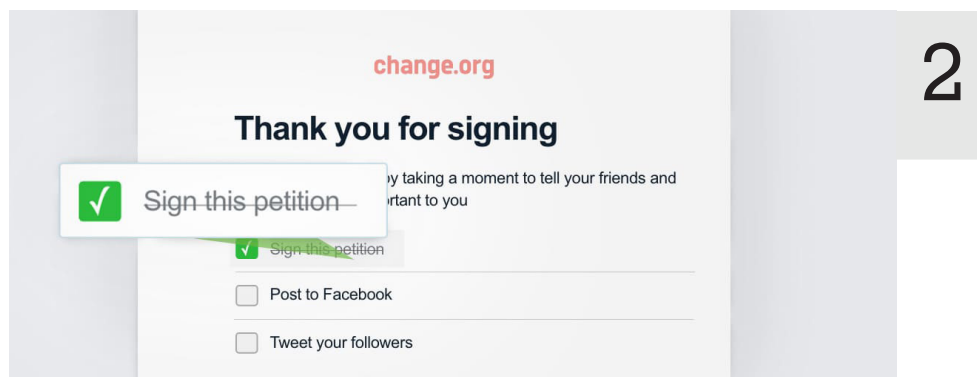 change.org
2
Thank you for signing
by taking a moment to tell your friends and
Sign this petition
rtant to you
Sign this petition
Post to Facebook
Tweet your followers